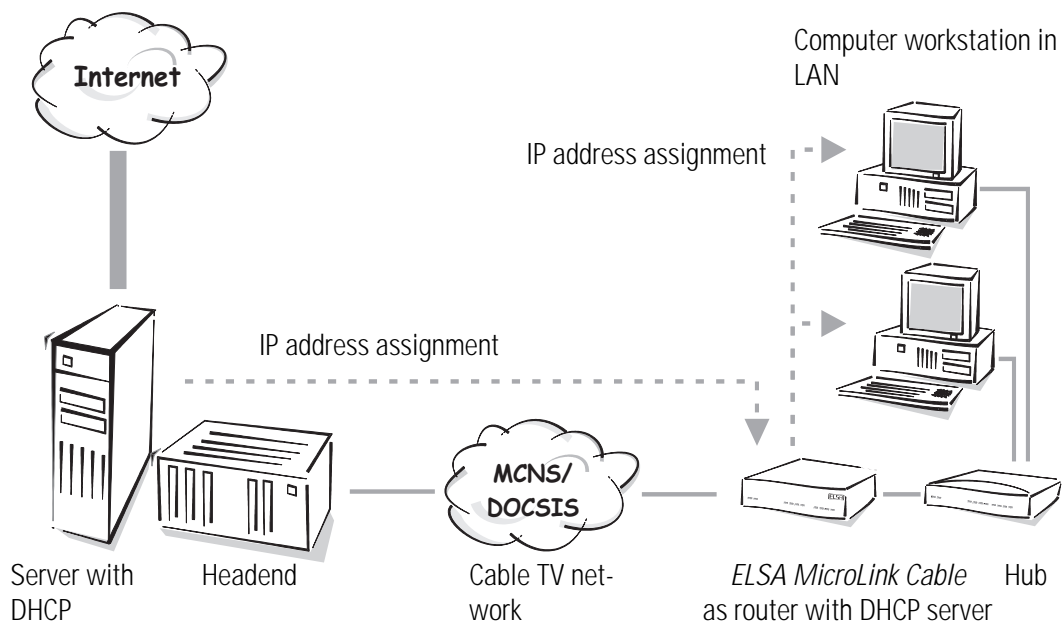 Internet
Computer workstation in
LAN
IP address assignment
IP address assignment
MCNS/
DOCSIS
ELSA
Server with
DHCP
Headend
Cable TV net-
work
ELSA MicroLink Cable
as router with DHCP server
Hub